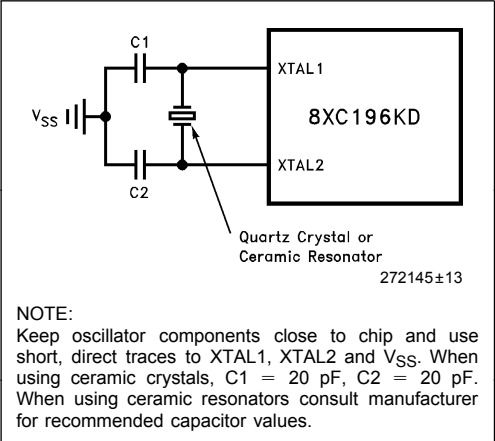 C1
XTAL1
VSS
8XC196KD
XTAL2
C2
Quartz Crystal or
Ceramic Resonator
272145±13
NOTE:
Keep oscillator components close to chip and use
short, direct traces to XTAL1, XTAL2 and VSS. When
using ceramic crystals, C1 = 20 pF, C2 = 20 pF.
When using ceramic resonators consult manufacturer
for recommended capacitor values.